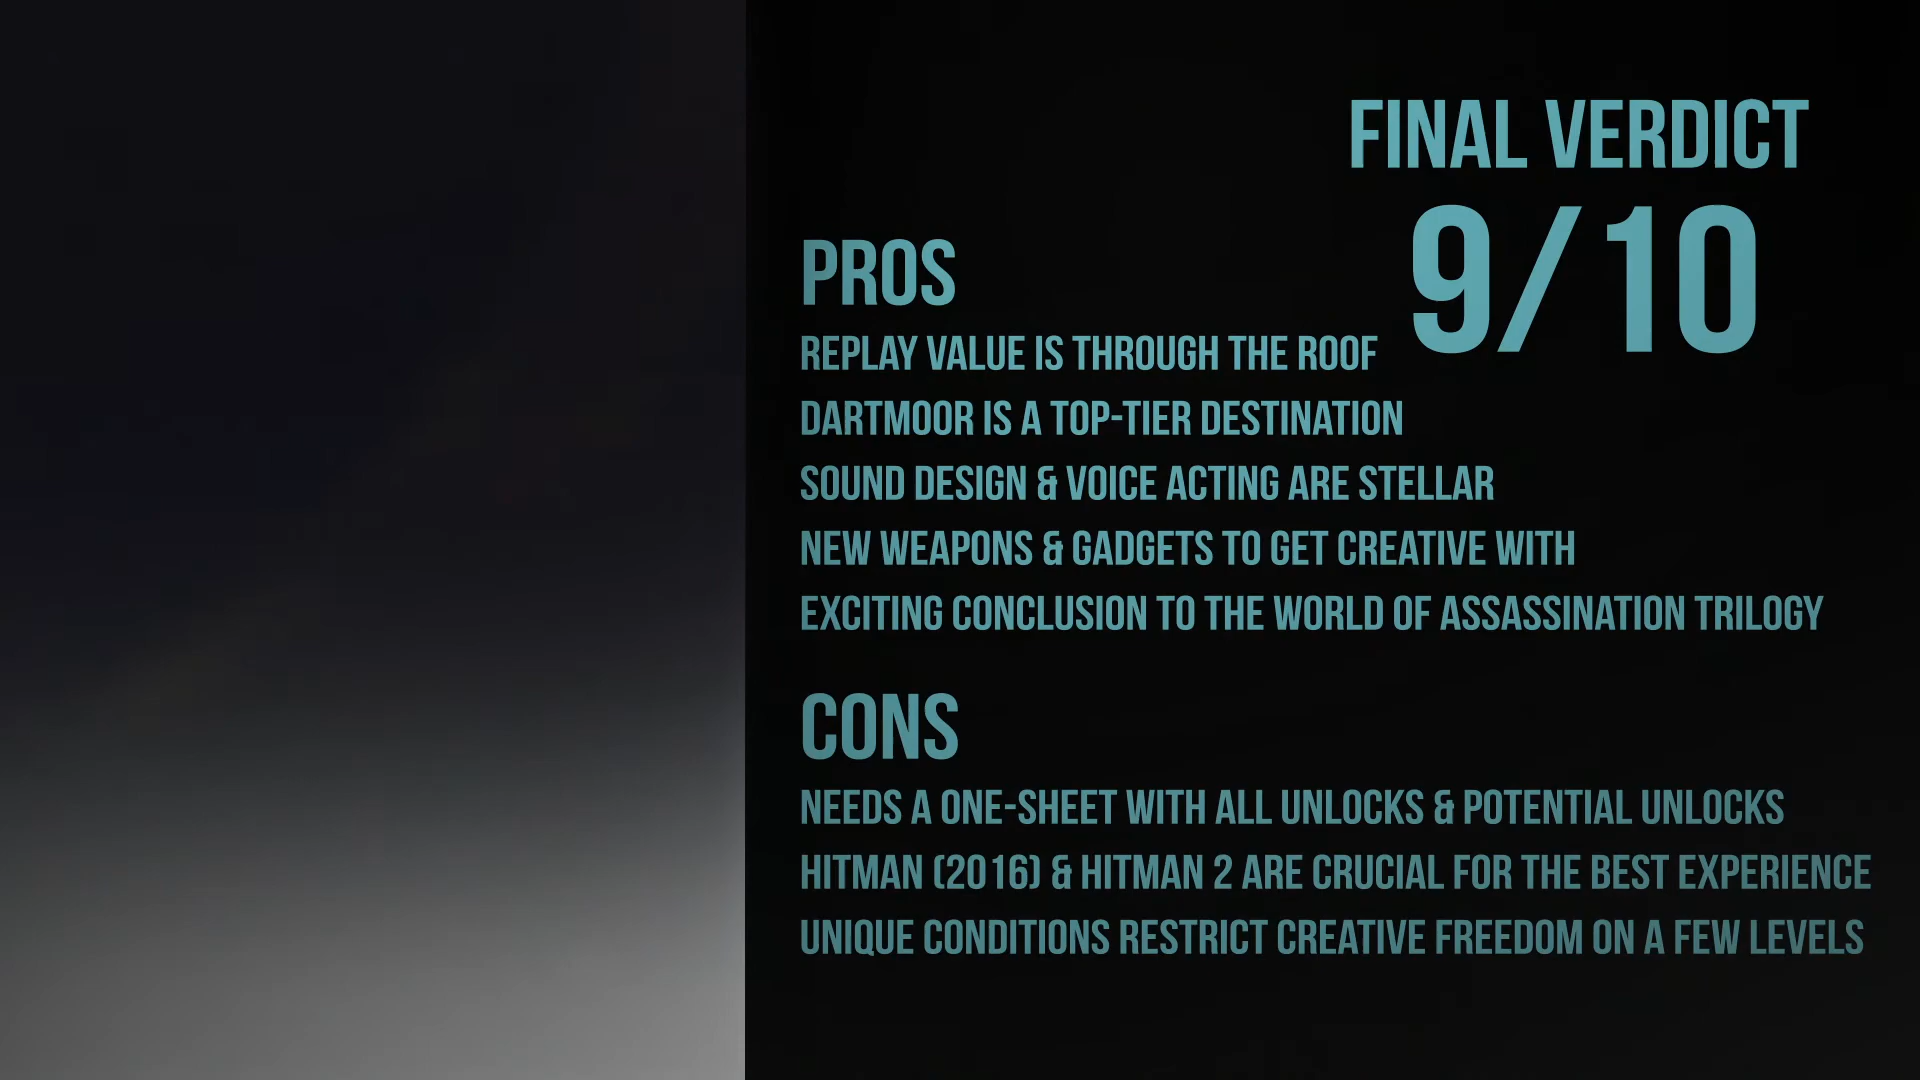 FINAL VERDICT
9/10
PROS
REPLAY VALUE IS THROUGH THE ROOF
DARTMOOR IS A TOP-TIER DESTINATION
SOUND DESIGN & VOICE ACTING ARE STELLAR
NEW WEAPONS & GADGETS TO GET CREATIVE WITH
EXCITING CONCLUSION TO THE WORLD OF ASSASSINATION TRILOGY
CONS
NEEDS A ONE-SHEET WITH ALL UNLOCKS & POTENTIAL UNLOCKS
HITMAN (2016) & HITMAN 2 ARE CRUCIAL FOR THE BEST EXPERIENCE
UNIQUE CONDITIONS RESTRICT CREATIVE FREEDOM ON A FEW LEVELS